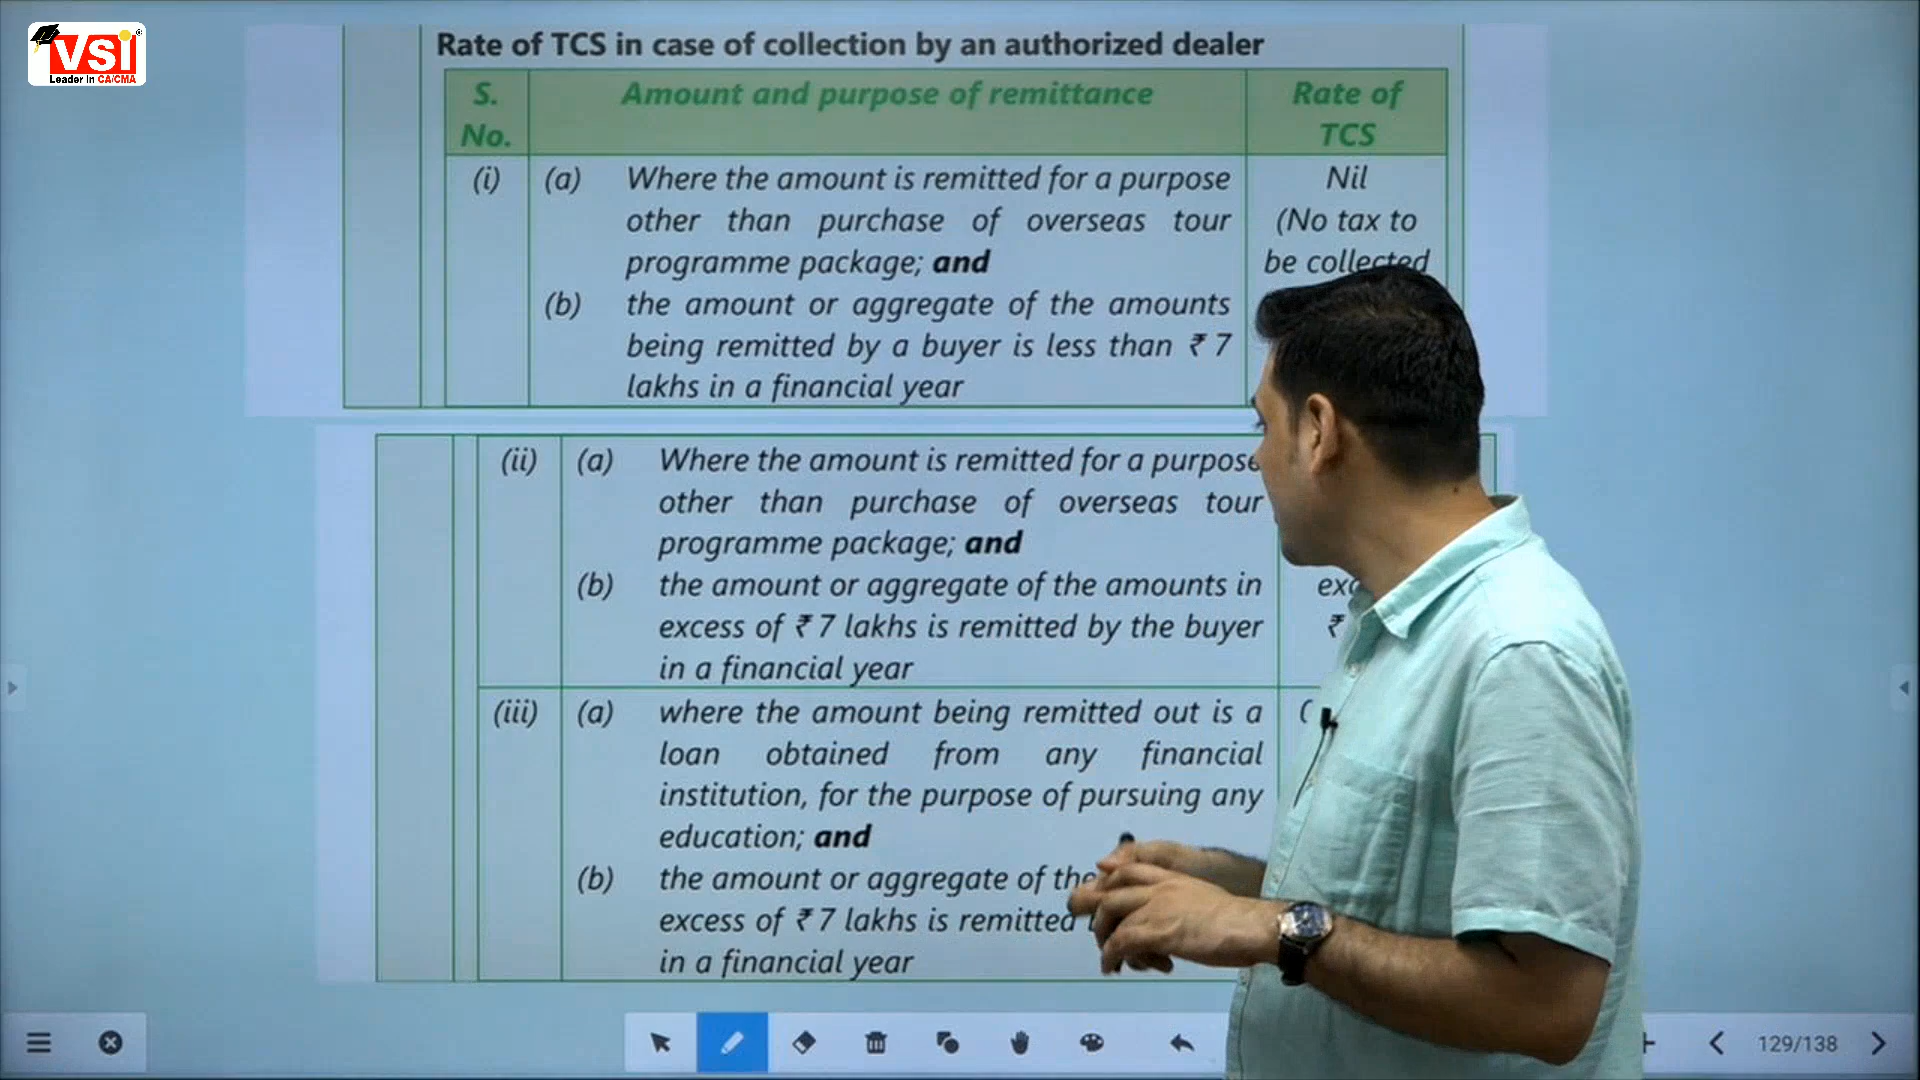 VSI
Leader in CA/CMA
Rate of TCS in case of collection by an authorized dealer
S. No.
Amount and purpose of remittance
Rate of TCS
(i) (a) Where the amount is remitted for a purpose
other than purchase of overseas tour
programme package; and
(b) the amount or aggregate of the amounts
being remitted by a buyer is less than ₹ 7
lakhs in a financial year
Nil
(No tax to
be collected
(ii) (a) Where the amount is remitted for a purpose
other than purchase of overseas tour
programme package; and
(b) the amount or aggregate of the amounts in
excess of ₹ 7 lakhs is remitted by the buyer
in a financial year
₹
(iii) (a) where the amount being remitted out is a
loan obtained from any financial
institution, for the purpose of pursuing any
education; and
(b) the amount or aggregate of the
excess of ₹ 7 lakhs is remitted
in a financial year
129/138